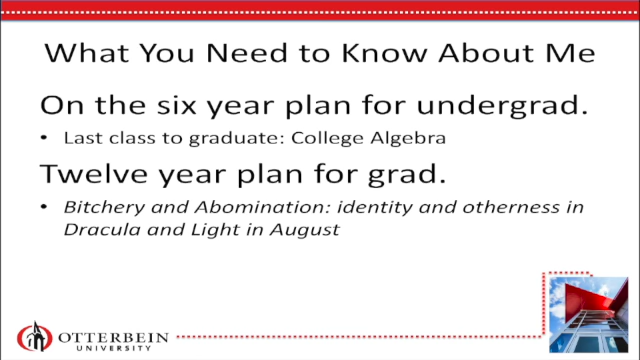 What You Need to Know About Me
On the six year plan for undergrad.
• Last class to graduate: College Algebra
Twelve year plan for grad.
• Bitchery and Abomination: identity and otherness in
Dracula and Light in August
OTTERBEIN
UNIVERSITY